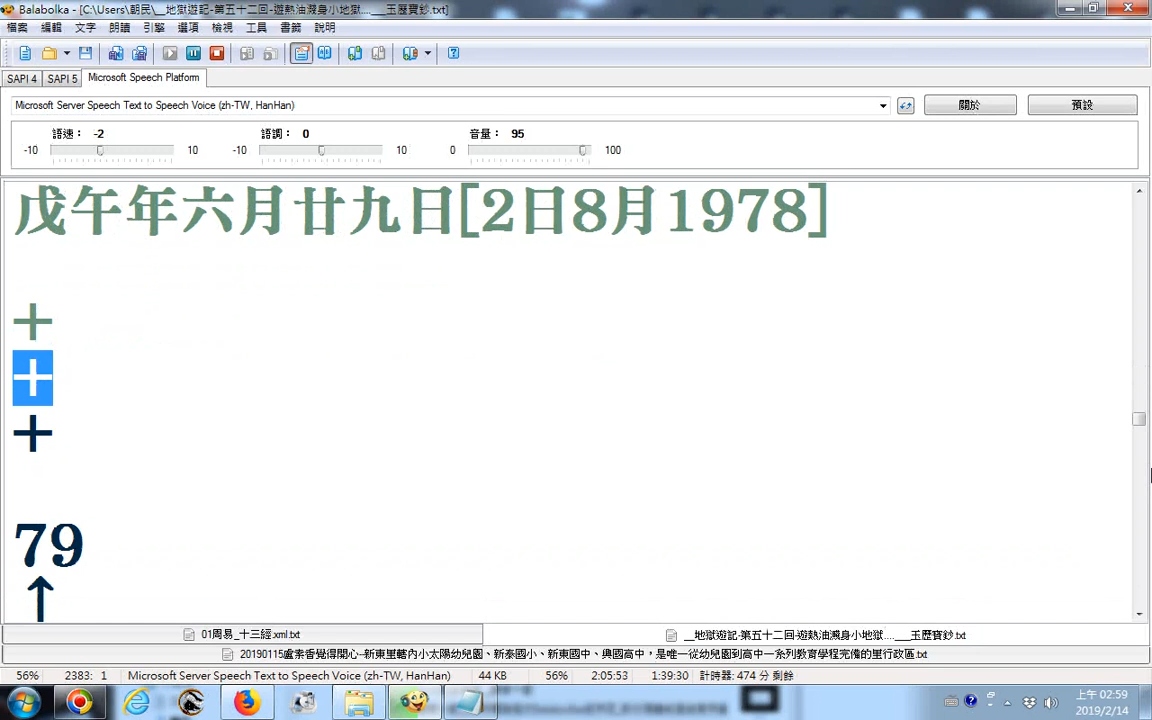 Balabolka - [C:\Users\朝民\__地獄遊記-第五十二回-遊熱油濺身小地獄....___玉歷寶鈔.txt]
檔案 編輯 文字 朗讀 引擎 選項 檢視 工具 書籤 說明
SAPI 4 SAPI 5 Microsoft Speech Platform
Microsoft Server Speech Text to Speech Voice (zh-TW, HanHan) 關於 預設
語速： -2 語調： 0 音量： 95
-10 10 -10 10 0 100
戊午年六月廿九日[2日8月1978]
+
+
+
79
↑
01周易_十三經.xml.txt __地獄遊記-第五十二回-遊熱油濺身小地獄....___玉歷寶鈔.txt
20190115盧素香覺得開心--新東里轄內小太陽幼兒園、新泰國小、新東國中、興國高中，是唯一從幼兒園到高中一系列教育學程完備的里行政區.txt
56% 2383: 1 Microsoft Server Speech Text to Speech Voice (zh-TW, HanHan) 44 KB 56% 2:05:53 1:39:30 計時器: 474 分 剩餘
上午 02:59
2019/2/14